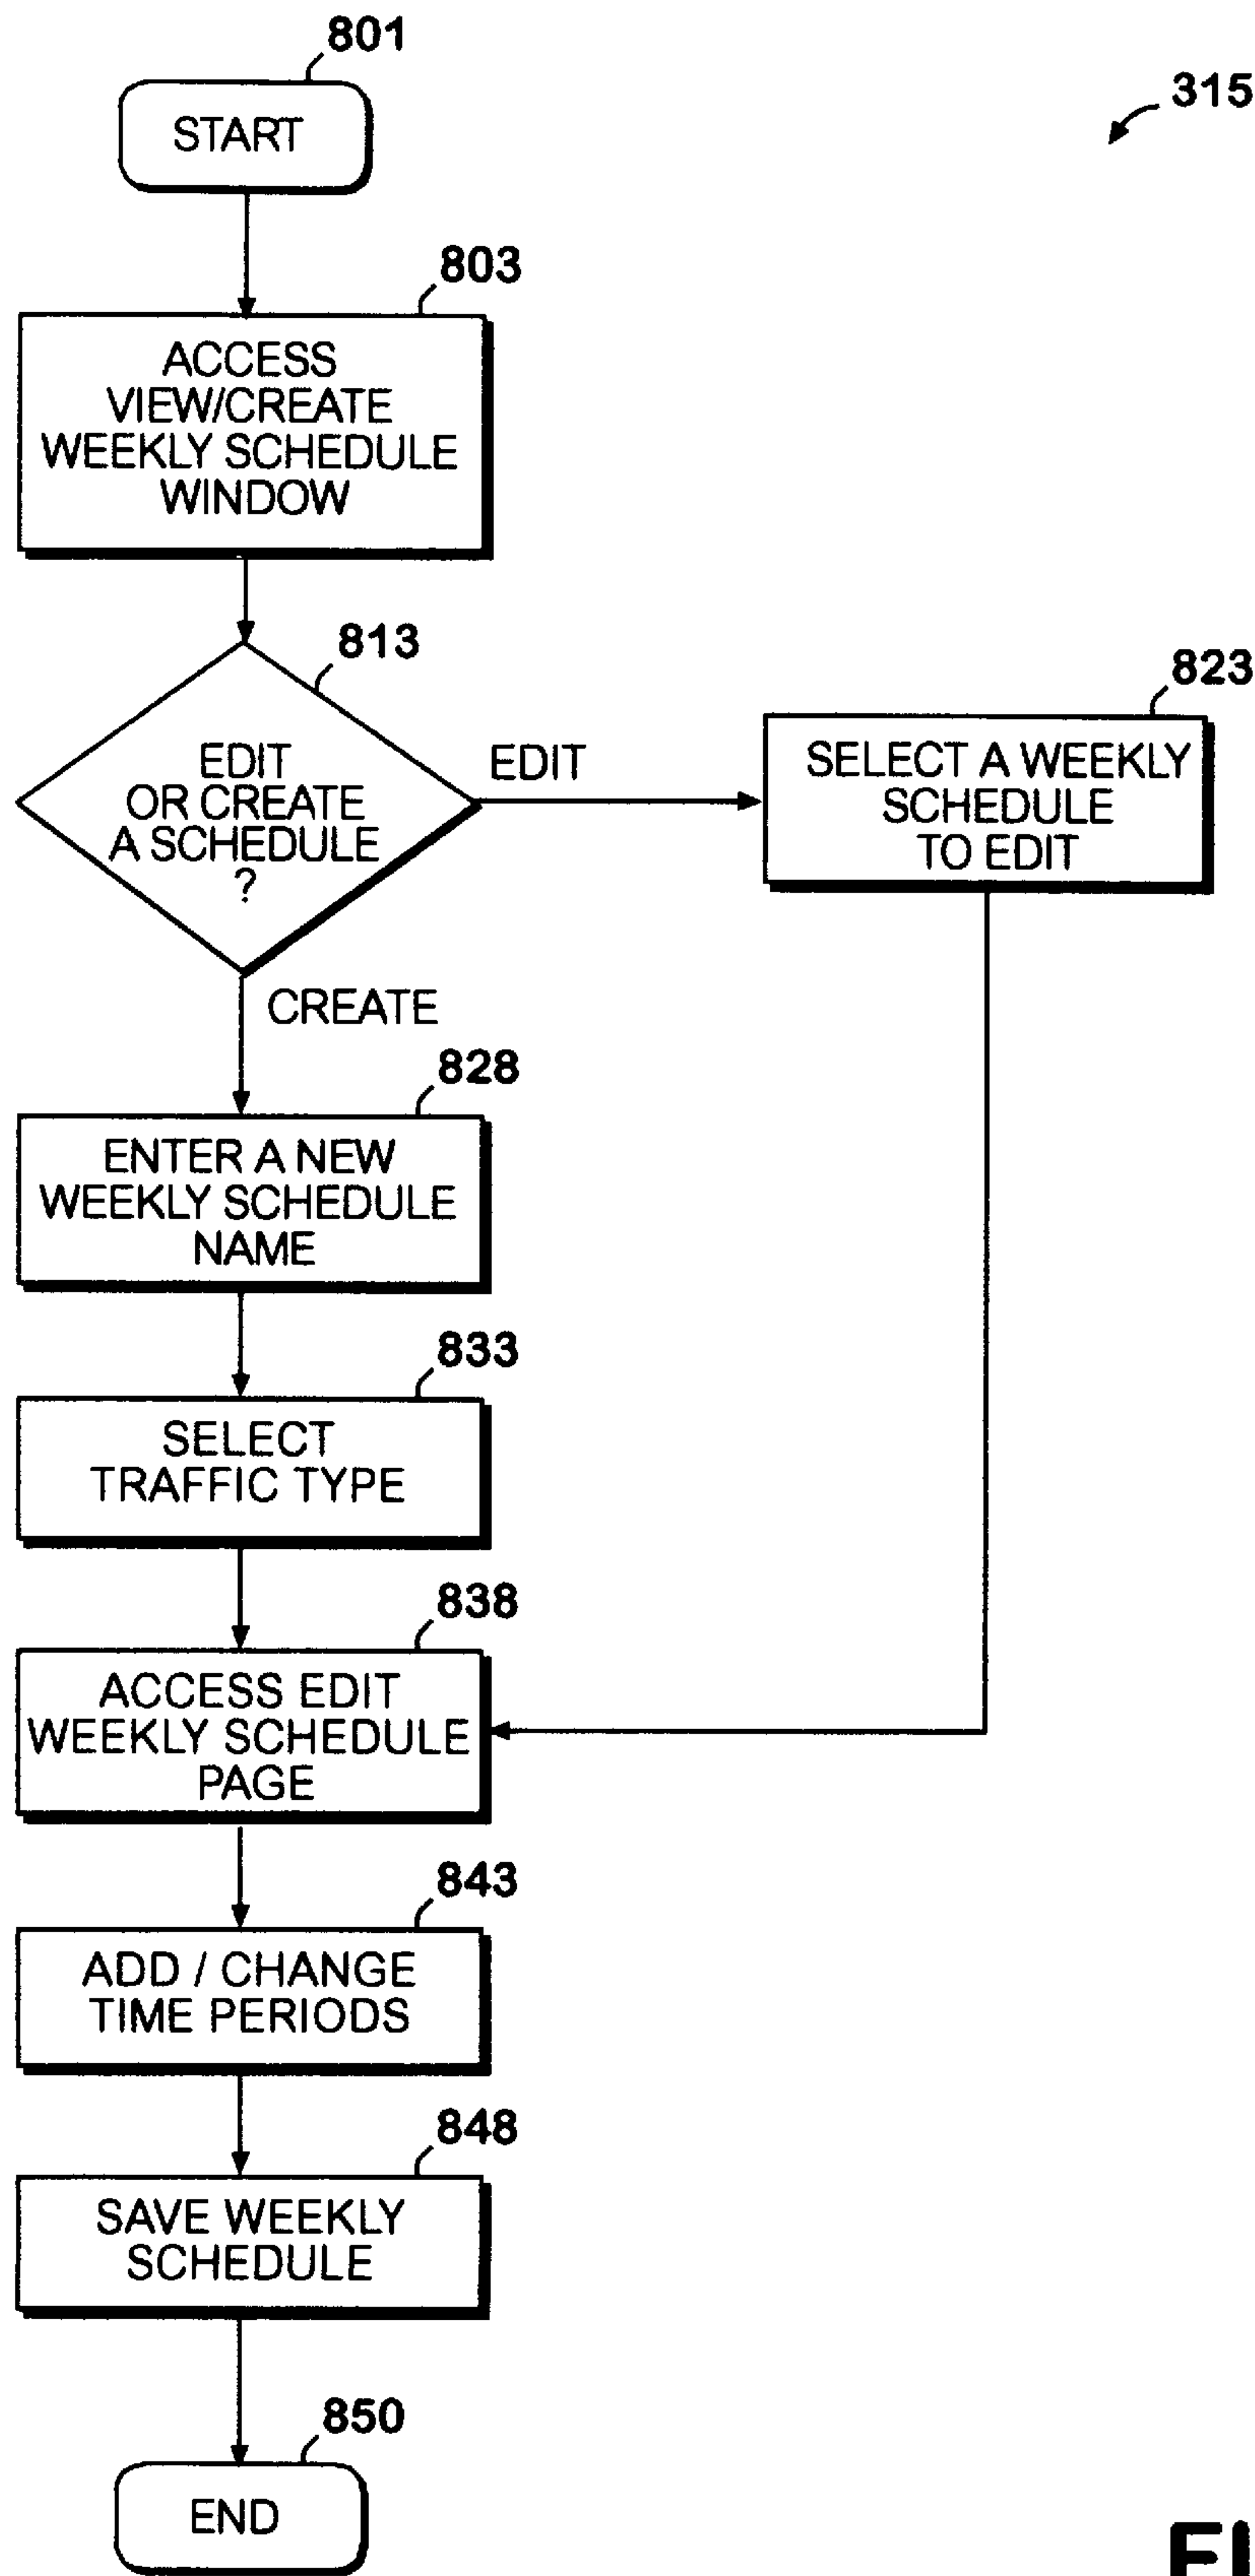 801
START
315
803
ACCESS
VIEW/CREATE
WEEKLY SCHEDULE
WINDOW
813
EDIT
OR CREATE
A SCHEDULE
?
EDIT
823
SELECT A WEEKLY
SCHEDULE
TO EDIT
CREATE
828
ENTER A NEW
WEEKLY SCHEDULE
NAME
833
SELECT
TRAFFIC TYPE
838
ACCESS EDIT
WEEKLY SCHEDULE
PAGE
843
ADD / CHANGE
TIME PERIODS
848
SAVE WEEKLY
SCHEDULE
850
END